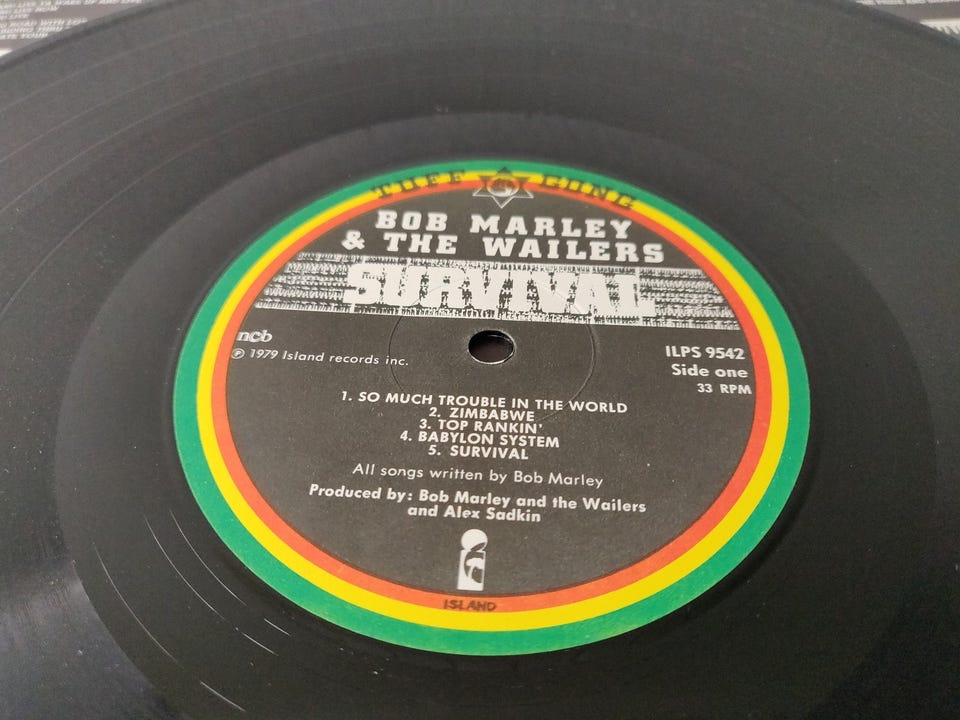 TUFF GONG
BOB MARLEY
& THE WAILERS
SURVIVAL
ncb
℗ 1979 Island records inc.
ILPS 9542
Side one
33 RPM
1. SO MUCH TROUBLE IN THE WORLD
2. ZIMBABWE
3. TOP RANKIN'
4. BABYLON SYSTEM
5. SURVIVAL
All songs written by Bob Marley
Produced by: Bob Marley and the Wailers
and Alex Sadkin
ISLAND